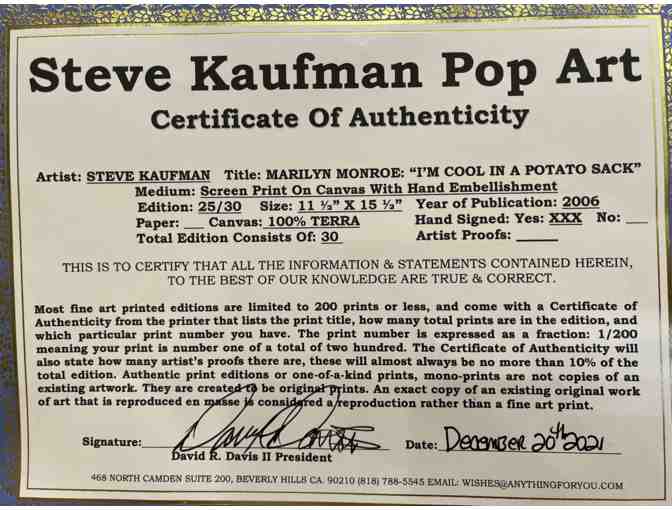 Steve Kaufman Pop Art
Certificate Of Authenticity
Artist: STEVE KAUFMAN Title: MARILYN MONROE: “I’M COOL IN A POTATO SACK”
Medium: Screen Print On Canvas With Hand Embellishment
Edition: 25/30 Size: 11 ½” X 15 ½” Year of Publication: 2006
Paper: ___ Canvas: 100% TERRA Hand Signed: Yes: XXX No: ___
Total Edition Consists Of: 30 Artist Proofs: _____
THIS IS TO CERTIFY THAT ALL THE INFORMATION & STATEMENTS CONTAINED HEREIN,
TO THE BEST OF OUR KNOWLEDGE ARE TRUE & CORRECT.
Most fine art printed editions are limited to 200 prints or less, and come with a Certificate of
Authenticity from the printer that lists the print title, how many total prints are in the edition, and
which particular print number you have. The print number is expressed as a fraction: 1/200
meaning your print is number one of a total of two hundred. The Certificate of Authenticity will
also state how many artist’s proofs there are, these will almost always be no more than 10% of the
total edition. Authentic print editions or one-of-a-kind prints, mono-prints are not copies of an
existing artwork. They are created to be original prints. An exact copy of an existing original work
of art that is reproduced en masse is considered a reproduction rather than a fine art print.
Signature: Date: December 20th 2021
David R. Davis II President
468 NORTH CAMDEN SUITE 200, BEVERLY HILLS CA. 90210 (818) 788-5545 EMAIL: WISHES@ANYTHINGFORYOU.COM